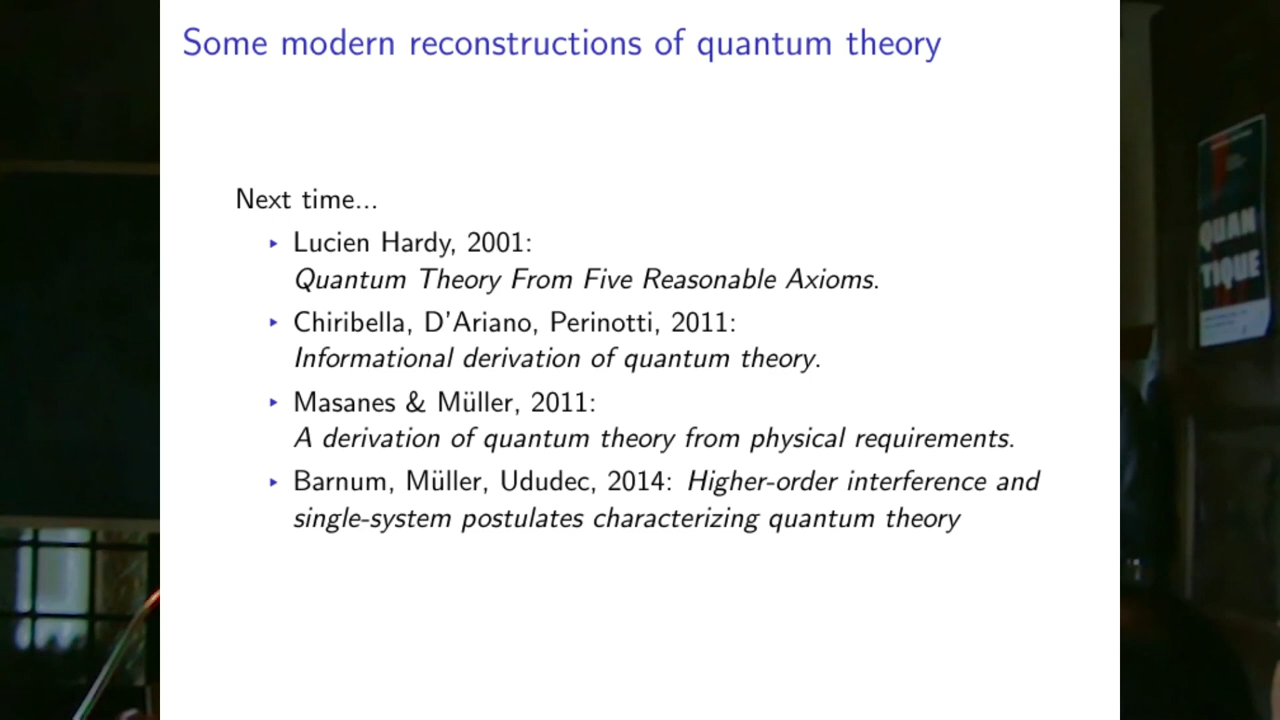 Some modern reconstructions of quantum theory
Next time...
‣ Lucien Hardy, 2001:
Quantum Theory From Five Reasonable Axioms.
‣ Chiribella, D'Ariano, Perinotti, 2011:
Informational derivation of quantum theory.
‣ Masanes & Müller, 2011:
A derivation of quantum theory from physical requirements.
‣ Barnum, Müller, Ududec, 2014: Higher-order interference and
single-system postulates characterizing quantum theory
QUAN
TIQUE